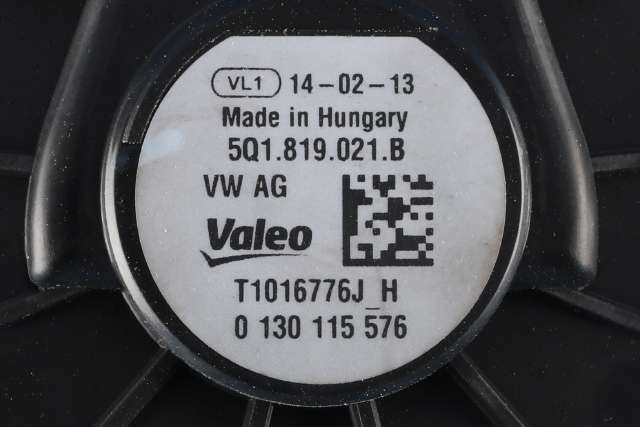 VL1 14-02-13
Made in Hungary
5Q1.819.021.B
VW AG
Valeo
T1016776J_H
0 130 115 576